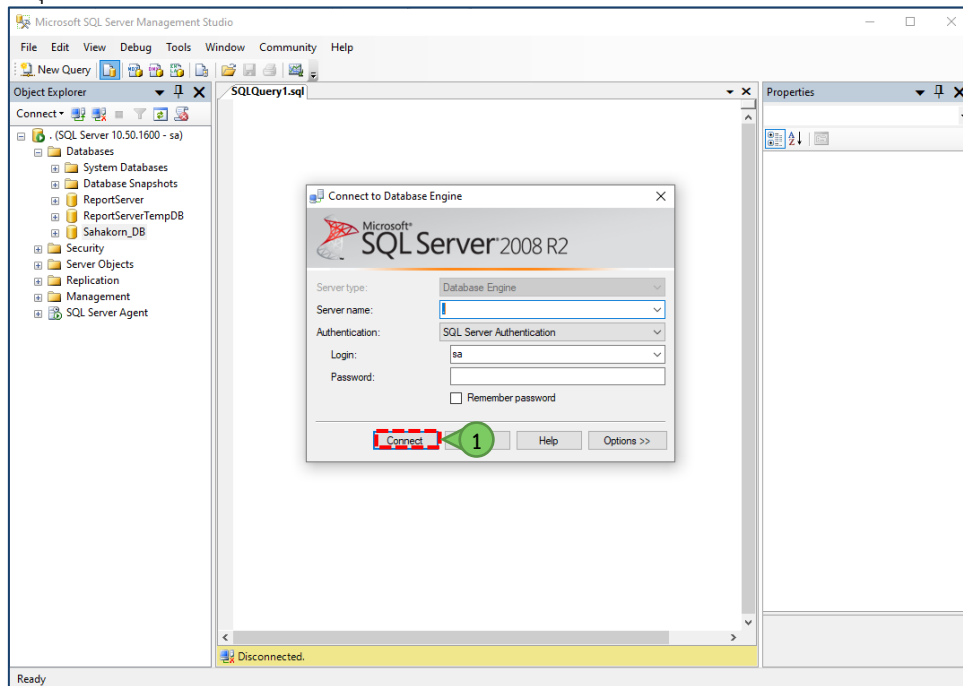 Microsoft SQL Server Management Studio
File Edit View Debug Tools Window Community Help
New Query
Object Explorer
SQLQuery1.sql
Properties
Connect
. (SQL Server 10.50.1600 - sa)
Databases
System Databases
Database Snapshots
ReportServer
ReportServerTempDB
Sahakorn_DB
Security
Server Objects
Replication
Management
SQL Server Agent
Connect to Database Engine
Microsoft®
SQL Server® 2008 R2
Server type: Database Engine
Server name: .
Authentication: SQL Server Authentication
Login: sa
Password:
Remember password
Connect 1 Help Options >>
Disconnected.
Ready